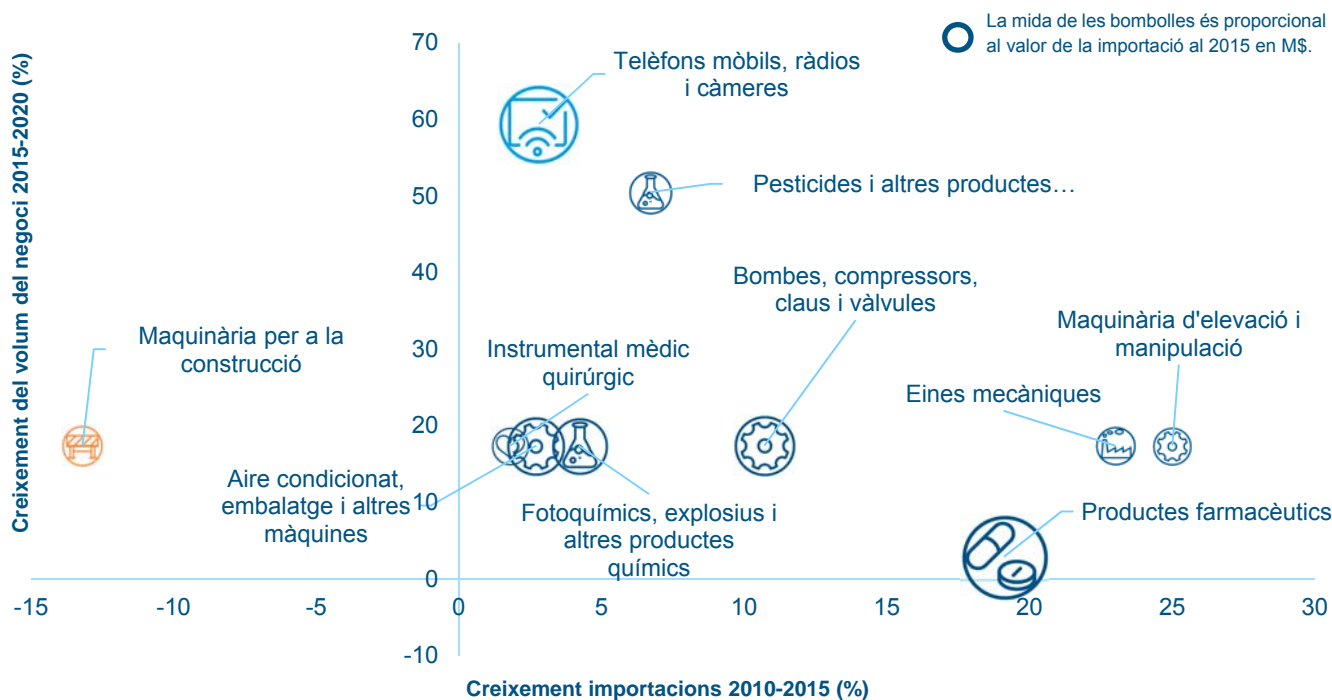 La mida de les bombolles és proporcional
al valor de la importació al 2015 en M$.
Creixement del volum del negoci 2015-2020 (%)
70
60
50
40
30
20
10
0
-10
Telèfons mòbils, ràdios
i càmeres
Pesticides i altres productes…
Bombes, compressors,
claus i vàlvules
Maquinària d'elevació i
manipulació
Maquinària per a la
construcció
Instrumental mèdic
quirúrgic
Eines mecàniques
Aire condicionat,
embalatge i altres
màquines
Fotoquímics, explosius i
altres productes
químics
Productes farmacèutics
-15
-10
-5
0
5
10
15
20
25
30
Creixement importacions 2010-2015 (%)